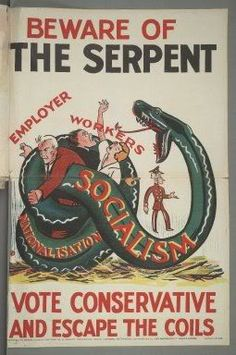 BEWARE OF
THE SERPENT
EMPLOYER
WORKERS
SOCIALISM
NATIONALISATION
VOTE CONSERVATIVE
AND ESCAPE THE COILS